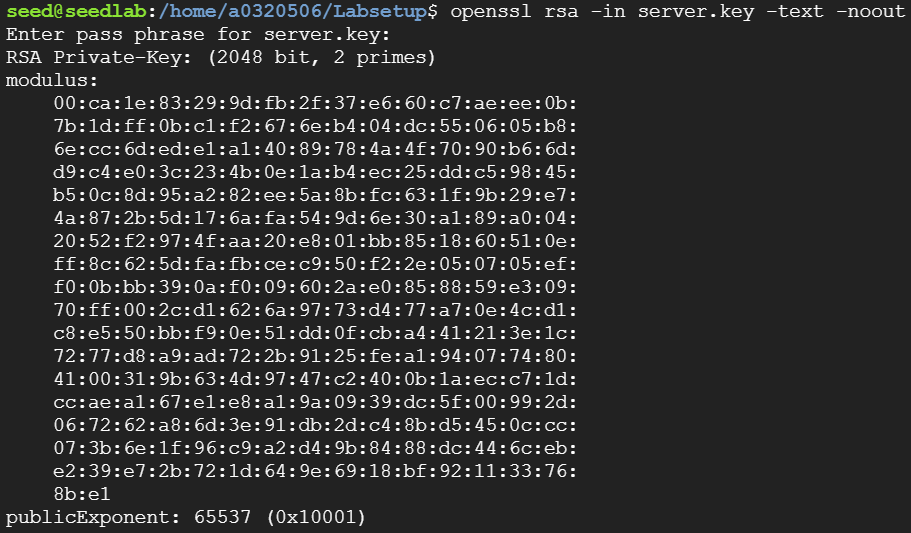 seed@seedlab:/home/a0320506/Labsetup$ openssl rsa -in server.key -text -noout
Enter pass phrase for server.key:
RSA Private-Key: (2048 bit, 2 primes)
modulus:
    00:ca:1e:83:29:9d:fb:2f:37:e6:60:c7:ae:ee:0b:
    7b:1d:ff:0b:c1:f2:67:6e:b4:04:dc:55:06:05:b8:
    6e:cc:6d:ed:e1:a1:40:89:78:4a:4f:70:90:b6:6d:
    d9:c4:e0:3c:23:4b:0e:1a:b4:ec:25:dd:c5:98:45:
    b5:0c:8d:95:a2:82:ee:5a:8b:fc:63:1f:9b:29:e7:
    4a:87:2b:5d:17:6a:fa:54:9d:6e:30:a1:89:a0:04:
    20:52:f2:97:4f:aa:20:e8:01:bb:85:18:60:51:0e:
    ff:8c:62:5d:fa:fb:ce:c9:50:f2:2e:05:07:05:ef:
    f0:0b:bb:39:0a:f0:09:60:2a:e0:85:88:59:e3:09:
    70:ff:00:2c:d1:62:6a:97:73:d4:77:a7:0e:4c:d1:
    c8:e5:50:bb:f9:0e:51:dd:0f:cb:a4:41:21:3e:1c:
    72:77:d8:a9:ad:72:2b:91:25:fe:a1:94:07:74:80:
    41:00:31:9b:63:4d:97:47:c2:40:0b:1a:ec:c7:1d:
    cc:ae:a1:67:e1:e8:a1:9a:09:39:dc:5f:00:99:2d:
    06:72:62:a8:6d:3e:91:db:2d:c4:8b:d5:45:0c:cc:
    07:3b:6e:1f:96:c9:a2:d4:9b:84:88:dc:44:6c:eb:
    e2:39:e7:2b:72:1d:64:9e:69:18:bf:92:11:33:76:
    8b:e1
publicExponent: 65537 (0x10001)